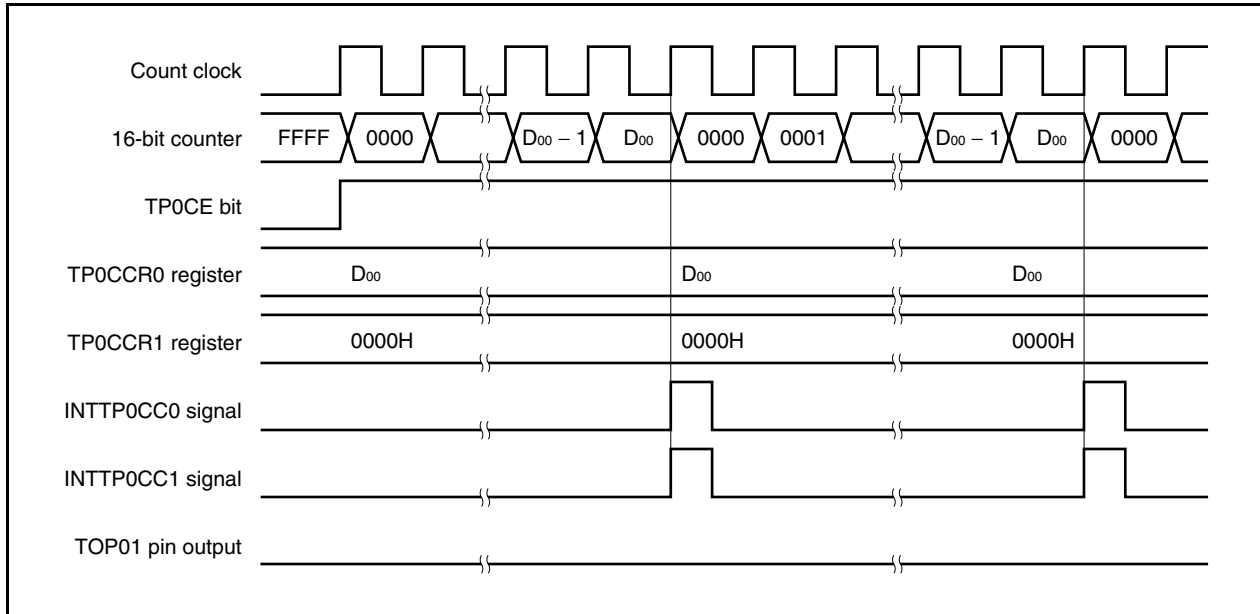 Count clock
16-bit counter FFFF 0000 D00 − 1 D00 0000 0001 D00 − 1 D00 0000
TP0CE bit
TP0CCR0 register D00 D00 D00
TP0CCR1 register 0000H 0000H 0000H
INTTP0CC0 signal
INTTP0CC1 signal
TOP01 pin output